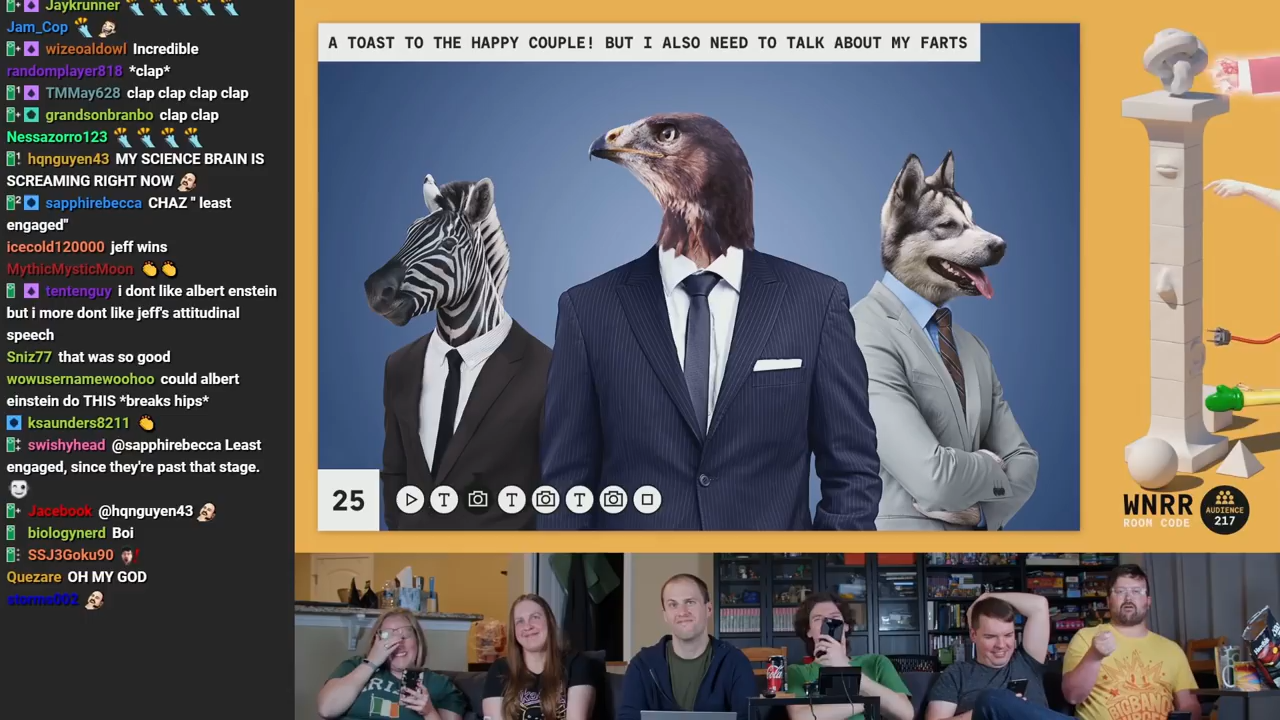 Jaykrunner
Jam_Cop
wizeoaldowl Incredible
randomplayer818 *clap*
TMMay628 clap clap clap clap
grandsonbranbo clap clap
Nessazorro123
hqnguyen43 MY SCIENCE BRAIN IS
SCREAMING RIGHT NOW
sapphirebecca CHAZ " least
engaged"
icecold120000 jeff wins
MythicMysticMoon
tentenguy i dont like albert enstein
but i more dont like jeff's attitudinal
speech
Sniz77 that was so good
wowusernamewoohoo could albert
einstein do THIS *breaks hips*
ksaunders8211
swishyhead @sapphirebecca Least
engaged, since they're past that stage.
Jacebook @hqnguyen43
biologynerd Boi
SSJ3Goku90
Quezare OH MY GOD
storms002
A TOAST TO THE HAPPY COUPLE! BUT I ALSO NEED TO TALK ABOUT MY FARTS
25
T T T
WNRR
ROOM CODE
AUDIENCE
217